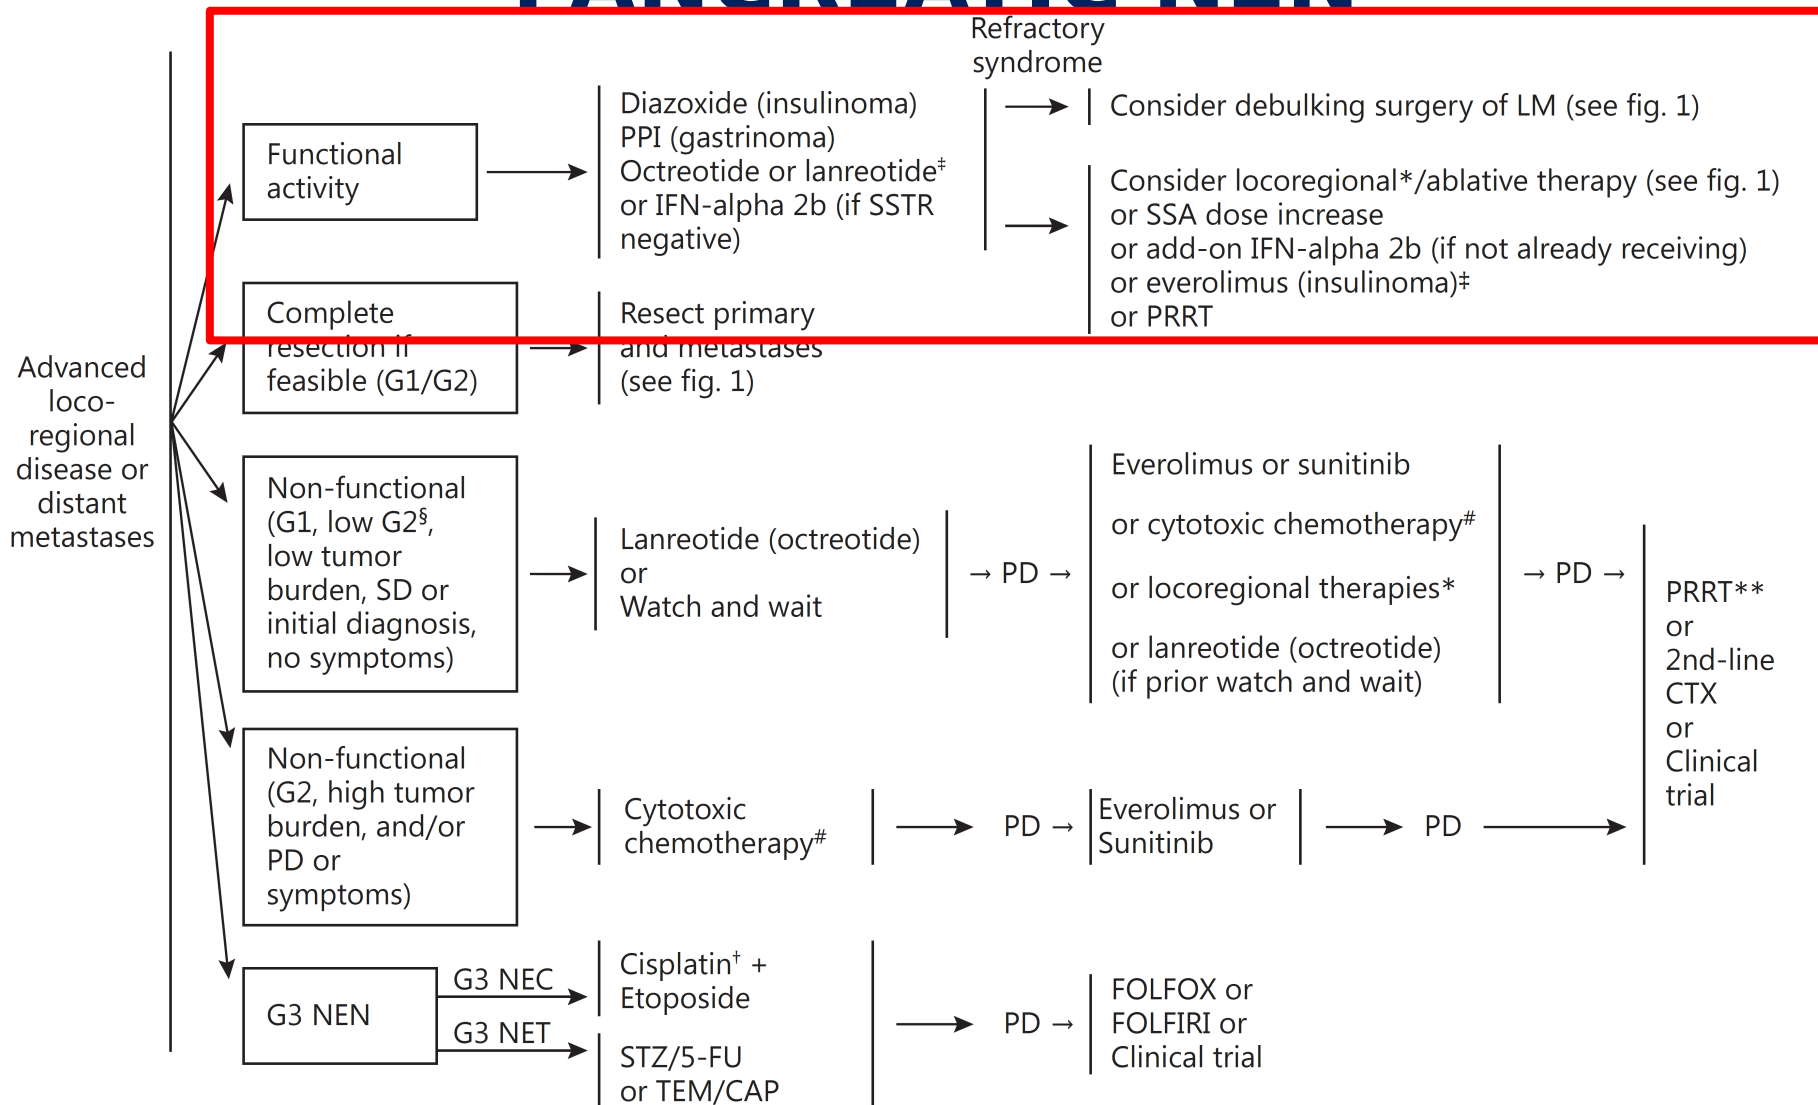 PANCREATIC NEN
Refractory
syndrome
Functional
activity
Diazoxide (insulinoma)
PPI (gastrinoma)
Octreotide or lanreotide‡
or IFN-alpha 2b (if SSTR
negative)
Consider debulking surgery of LM (see fig. 1)
Consider locoregional*/ablative therapy (see fig. 1)
or SSA dose increase
or add-on IFN-alpha 2b (if not already receiving)
or everolimus (insulinoma)‡
or PRRT
Complete
resection if
feasible (G1/G2)
Resect primary
and metastases
(see fig. 1)
Advanced
loco-
regional
disease or
distant
metastases
Non-functional
(G1, low G2§,
low tumor
burden, SD or
initial diagnosis,
no symptoms)
Lanreotide (octreotide)
or
Watch and wait
→ PD →
Everolimus or sunitinib
or cytotoxic chemotherapy#
or locoregional therapies*
or lanreotide (octreotide)
(if prior watch and wait)
→ PD →
PRRT**
or
2nd-line
CTX
or
Clinical
trial
Non-functional
(G2, high tumor
burden, and/or
PD or
symptoms)
Cytotoxic
chemotherapy#
PD →
Everolimus or
Sunitinib
PD
G3 NEN
G3 NEC
G3 NET
Cisplatin† +
Etoposide
STZ/5-FU
or TEM/CAP
PD →
FOLFOX or
FOLFIRI or
Clinical trial